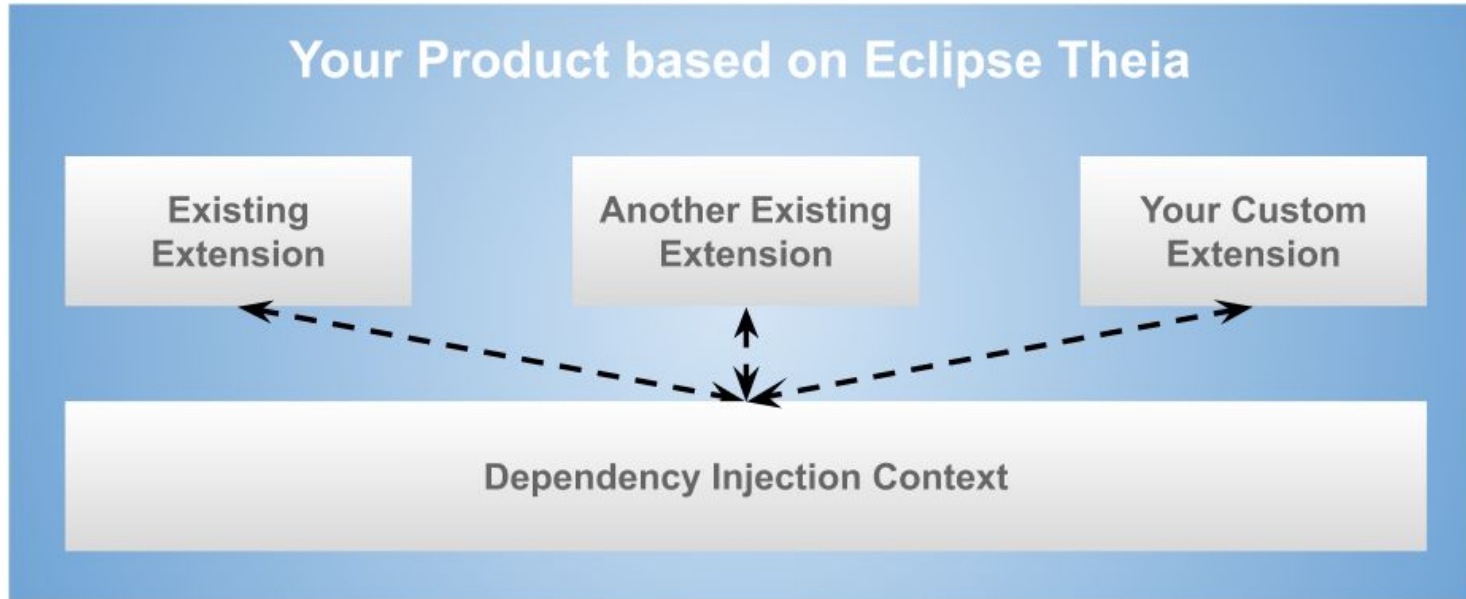 Your Product based on Eclipse Theia
Existing
Extension
Another Existing
Extension
Your Custom
Extension
Dependency Injection Context